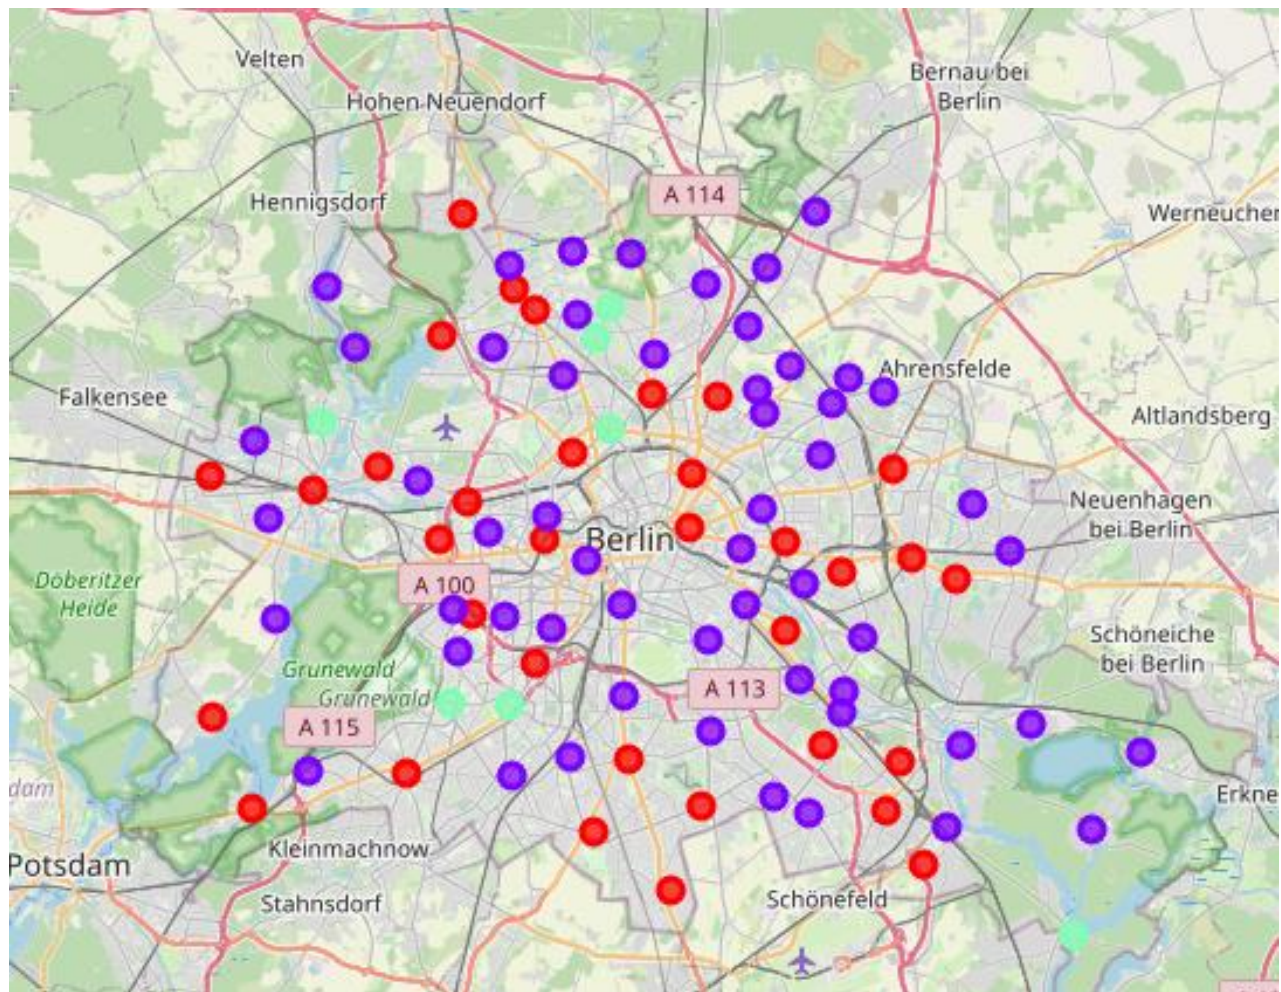 Velten
Bernau bei
Berlin
Hohen Neuendorf
A 114
Hennigsdorf
Werneuchen
Ahrensfelde
Falkensee
Altlandsberg
Neuenhagen
bei Berlin
Berlin
Döberitzer
Heide
A 100
Schöneiche
bei Berlin
Grunewald
Grunewald
A 113
A 115
dam
Erkne
Kleinmachnow
Potsdam
Stahnsdorf
Schönefeld